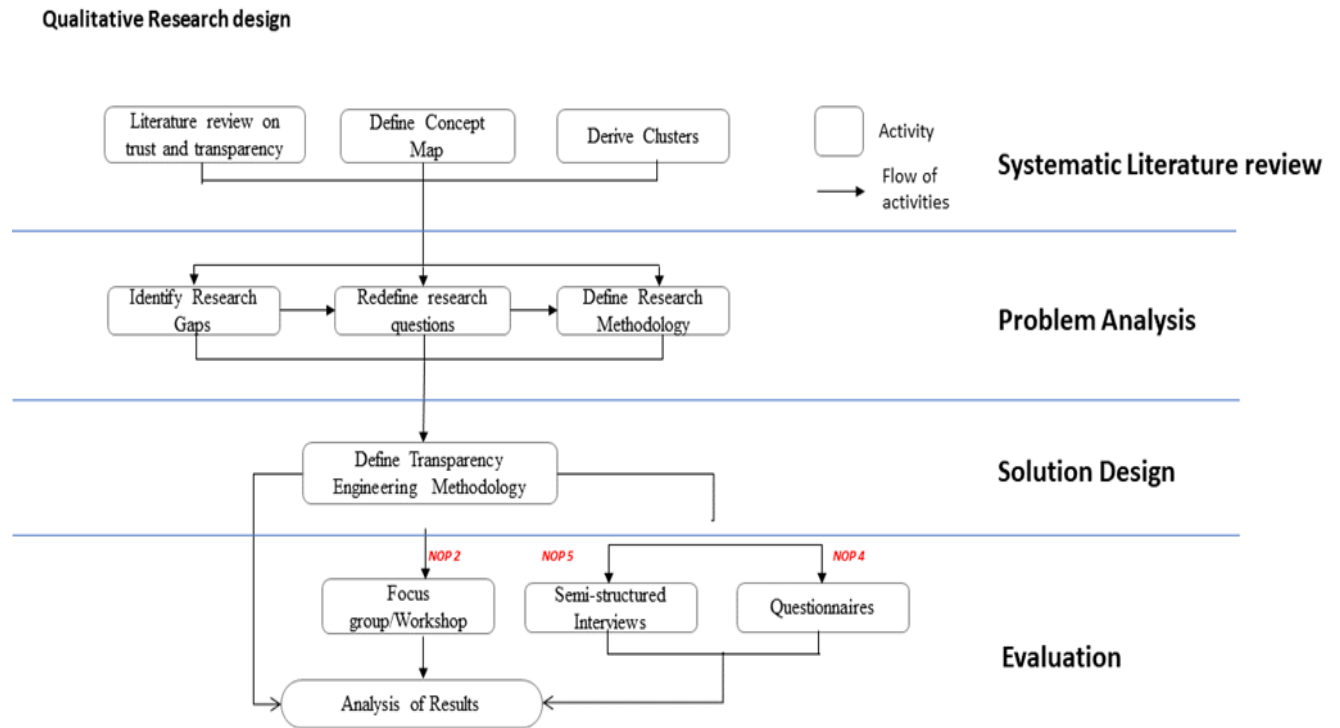 Qualitative Research design
Literature review on
trust and transparency
Define Concept
Map
Derive Clusters
Activity
Flow of
activities
Systematic Literature review
Identify Research
Gaps
Redefine research
questions
Define Research
Methodology
Problem Analysis
Define Transparency
Engineering Methodology
Solution Design
NOP 2
NOP 5
NOP 4
Focus
group/Workshop
Semi-structured
Interviews
Questionnaires
Evaluation
Analysis of Results